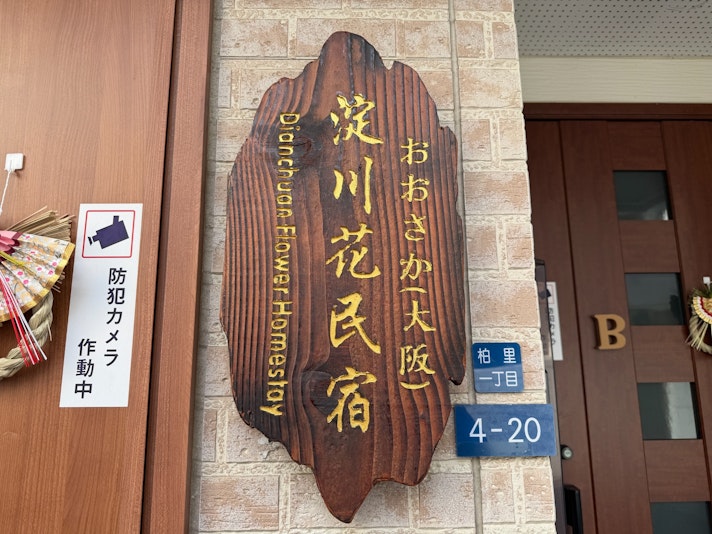 おおさか(大阪)
淀川花民宿
Dianchuan-Flower-Homestay
防犯カメラ
作動中
柏里
一丁目
4-20
B